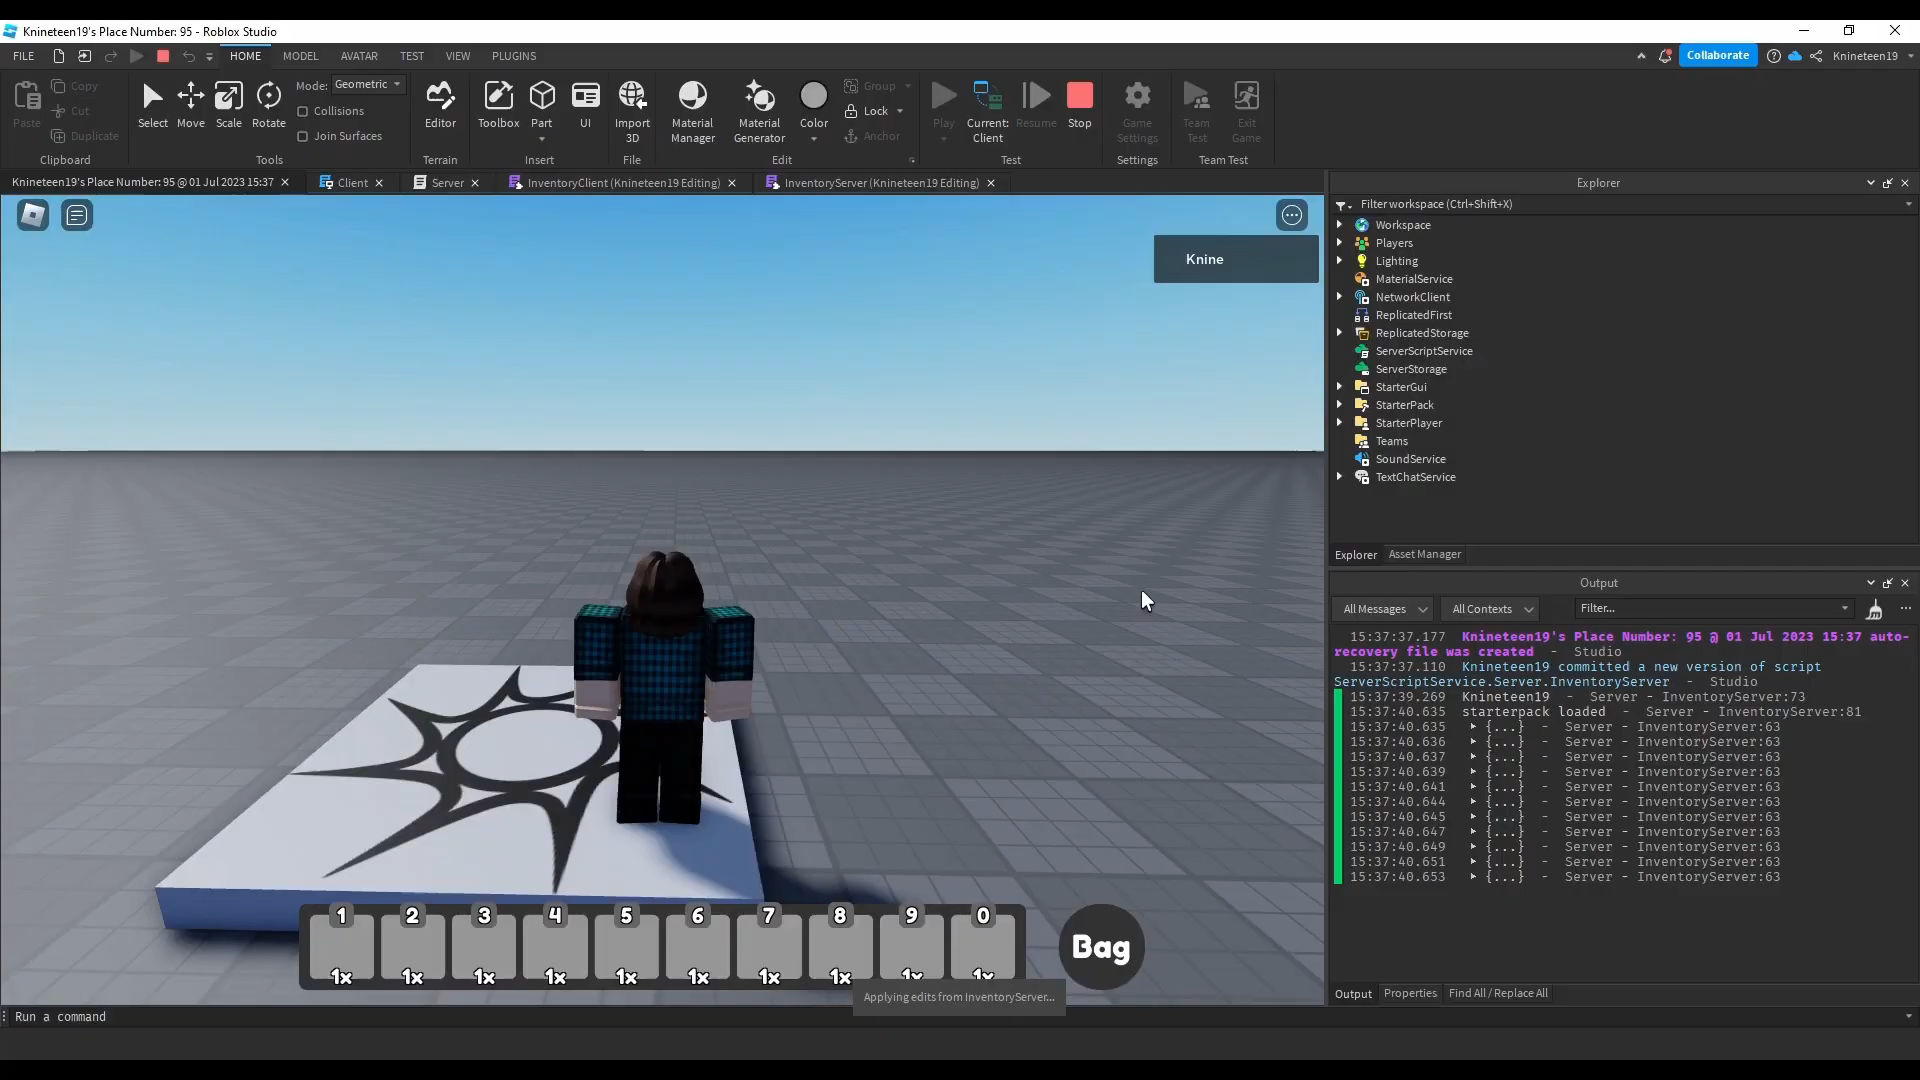 Knineteen19's Place Number: 95 - Roblox Studio
FILE
HOME
MODEL
AVATAR
TEST
VIEW
PLUGINS
Collaborate
Knineteen19
Paste
Copy
Cut
Duplicate
Clipboard
Select
Move
Scale
Rotate
Mode:
Geometric
Collisions
Join Surfaces
Tools
Editor
Terrain
Toolbox
Part
UI
Insert
Import
3D
File
Material
Manager
Material
Generator
Color
Group
Lock
Anchor
Edit
Play
Current:
Client
Resume
Stop
Test
Game
Settings
Settings
Team
Test
Exit
Game
Team Test
Knineteen19's Place Number: 95 @ 01 Jul 2023 15:37
Client
Server
InventoryClient (Knineteen19 Editing)
InventoryServer (Knineteen19 Editing)
Knine
1
2
3
4
5
6
7
8
9
0
1x
1x
1x
1x
1x
1x
1x
1x
1x
1x
Bag
Applying edits from InventoryServer...
Run a command
Explorer
Filter workspace (Ctrl+Shift+X)
Workspace
Players
Lighting
MaterialService
NetworkClient
ReplicatedFirst
ReplicatedStorage
ServerScriptService
ServerStorage
StarterGui
StarterPack
StarterPlayer
Teams
SoundService
TextChatService
Explorer
Asset Manager
Output
All Messages
All Contexts
Filter...
15:37:37.177 Knineteen19's Place Number: 95 @ 01 Jul 2023 15:37 auto-
recovery file was created - Studio
15:37:37.110 Knineteen19 committed a new version of script
ServerScriptService.Server.InventoryServer - Studio
15:37:39.269 Knineteen19 - Server - InventoryServer:73
15:37:40.635 starterpack loaded - Server - InventoryServer:81
15:37:40.635 {...} - Server - InventoryServer:63
15:37:40.636 {...} - Server - InventoryServer:63
15:37:40.637 {...} - Server - InventoryServer:63
15:37:40.639 {...} - Server - InventoryServer:63
15:37:40.641 {...} - Server - InventoryServer:63
15:37:40.644 {...} - Server - InventoryServer:63
15:37:40.645 {...} - Server - InventoryServer:63
15:37:40.647 {...} - Server - InventoryServer:63
15:37:40.649 {...} - Server - InventoryServer:63
15:37:40.651 {...} - Server - InventoryServer:63
15:37:40.653 {...} - Server - InventoryServer:63
Output
Properties
Find All / Replace All